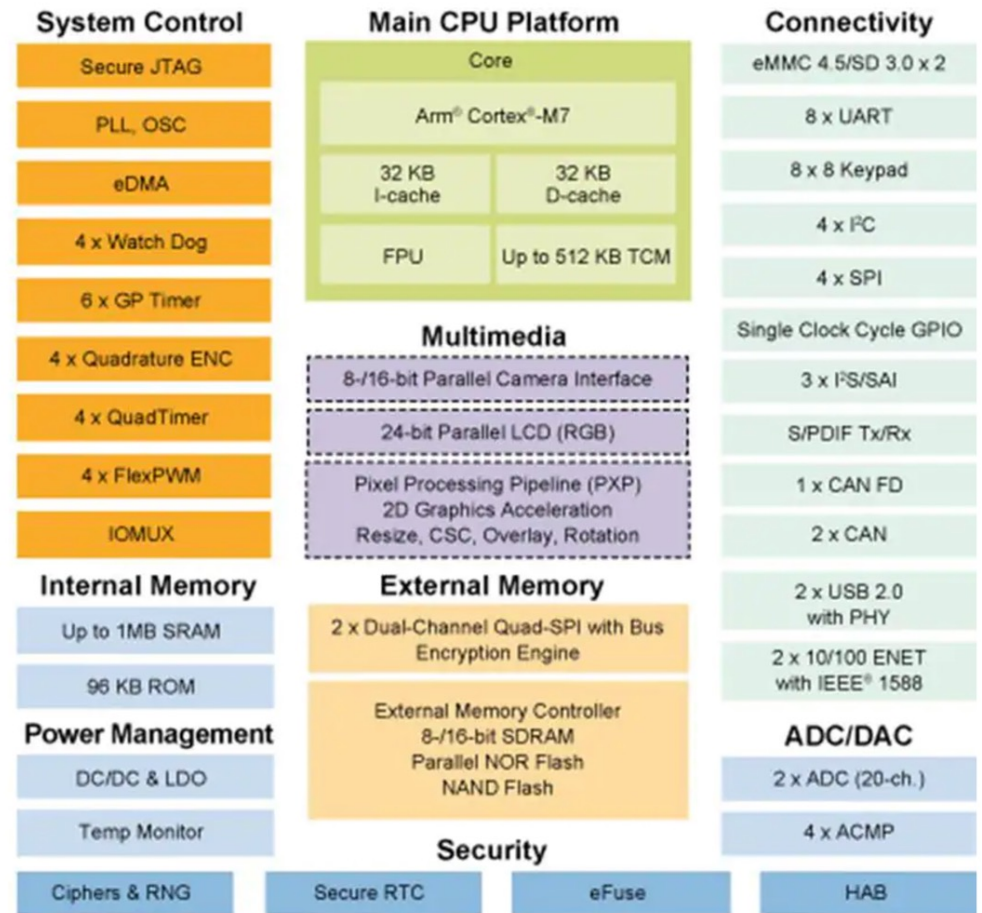 System Control
Secure JTAG
PLL, OSC
eDMA
4 x Watch Dog
6 x GP Timer
4 x Quadrature ENC
4 x QuadTimer
4 x FlexPWM
IOMUX
Internal Memory
Up to 1MB SRAM
96 KB ROM
Power Management
DC/DC & LDO
Temp Monitor
Main CPU Platform
Core
Arm® Cortex®-M7
32 KB
I-cache
32 KB
D-cache
FPU
Up to 512 KB TCM
Multimedia
8-/16-bit Parallel Camera Interface
24-bit Parallel LCD (RGB)
Pixel Processing Pipeline (PXP)
2D Graphics Acceleration
Resize, CSC, Overlay, Rotation
External Memory
2 x Dual-Channel Quad-SPI with Bus
Encryption Engine
External Memory Controller
8-/16-bit SDRAM
Parallel NOR Flash
NAND Flash
Connectivity
eMMC 4.5/SD 3.0 x 2
8 x UART
8 x 8 Keypad
4 x I²C
4 x SPI
Single Clock Cycle GPIO
3 x I²S/SAI
S/PDIF Tx/Rx
1 x CAN FD
2 x CAN
2 x USB 2.0
with PHY
2 x 10/100 ENET
with IEEE® 1588
ADC/DAC
2 x ADC (20-ch.)
4 x ACMP
Security
Ciphers & RNG
Secure RTC
eFuse
HAB